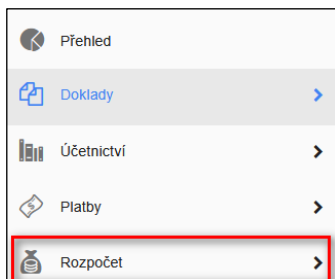 Přehled
Doklady
Účetnictví
Platby
Rozpočet